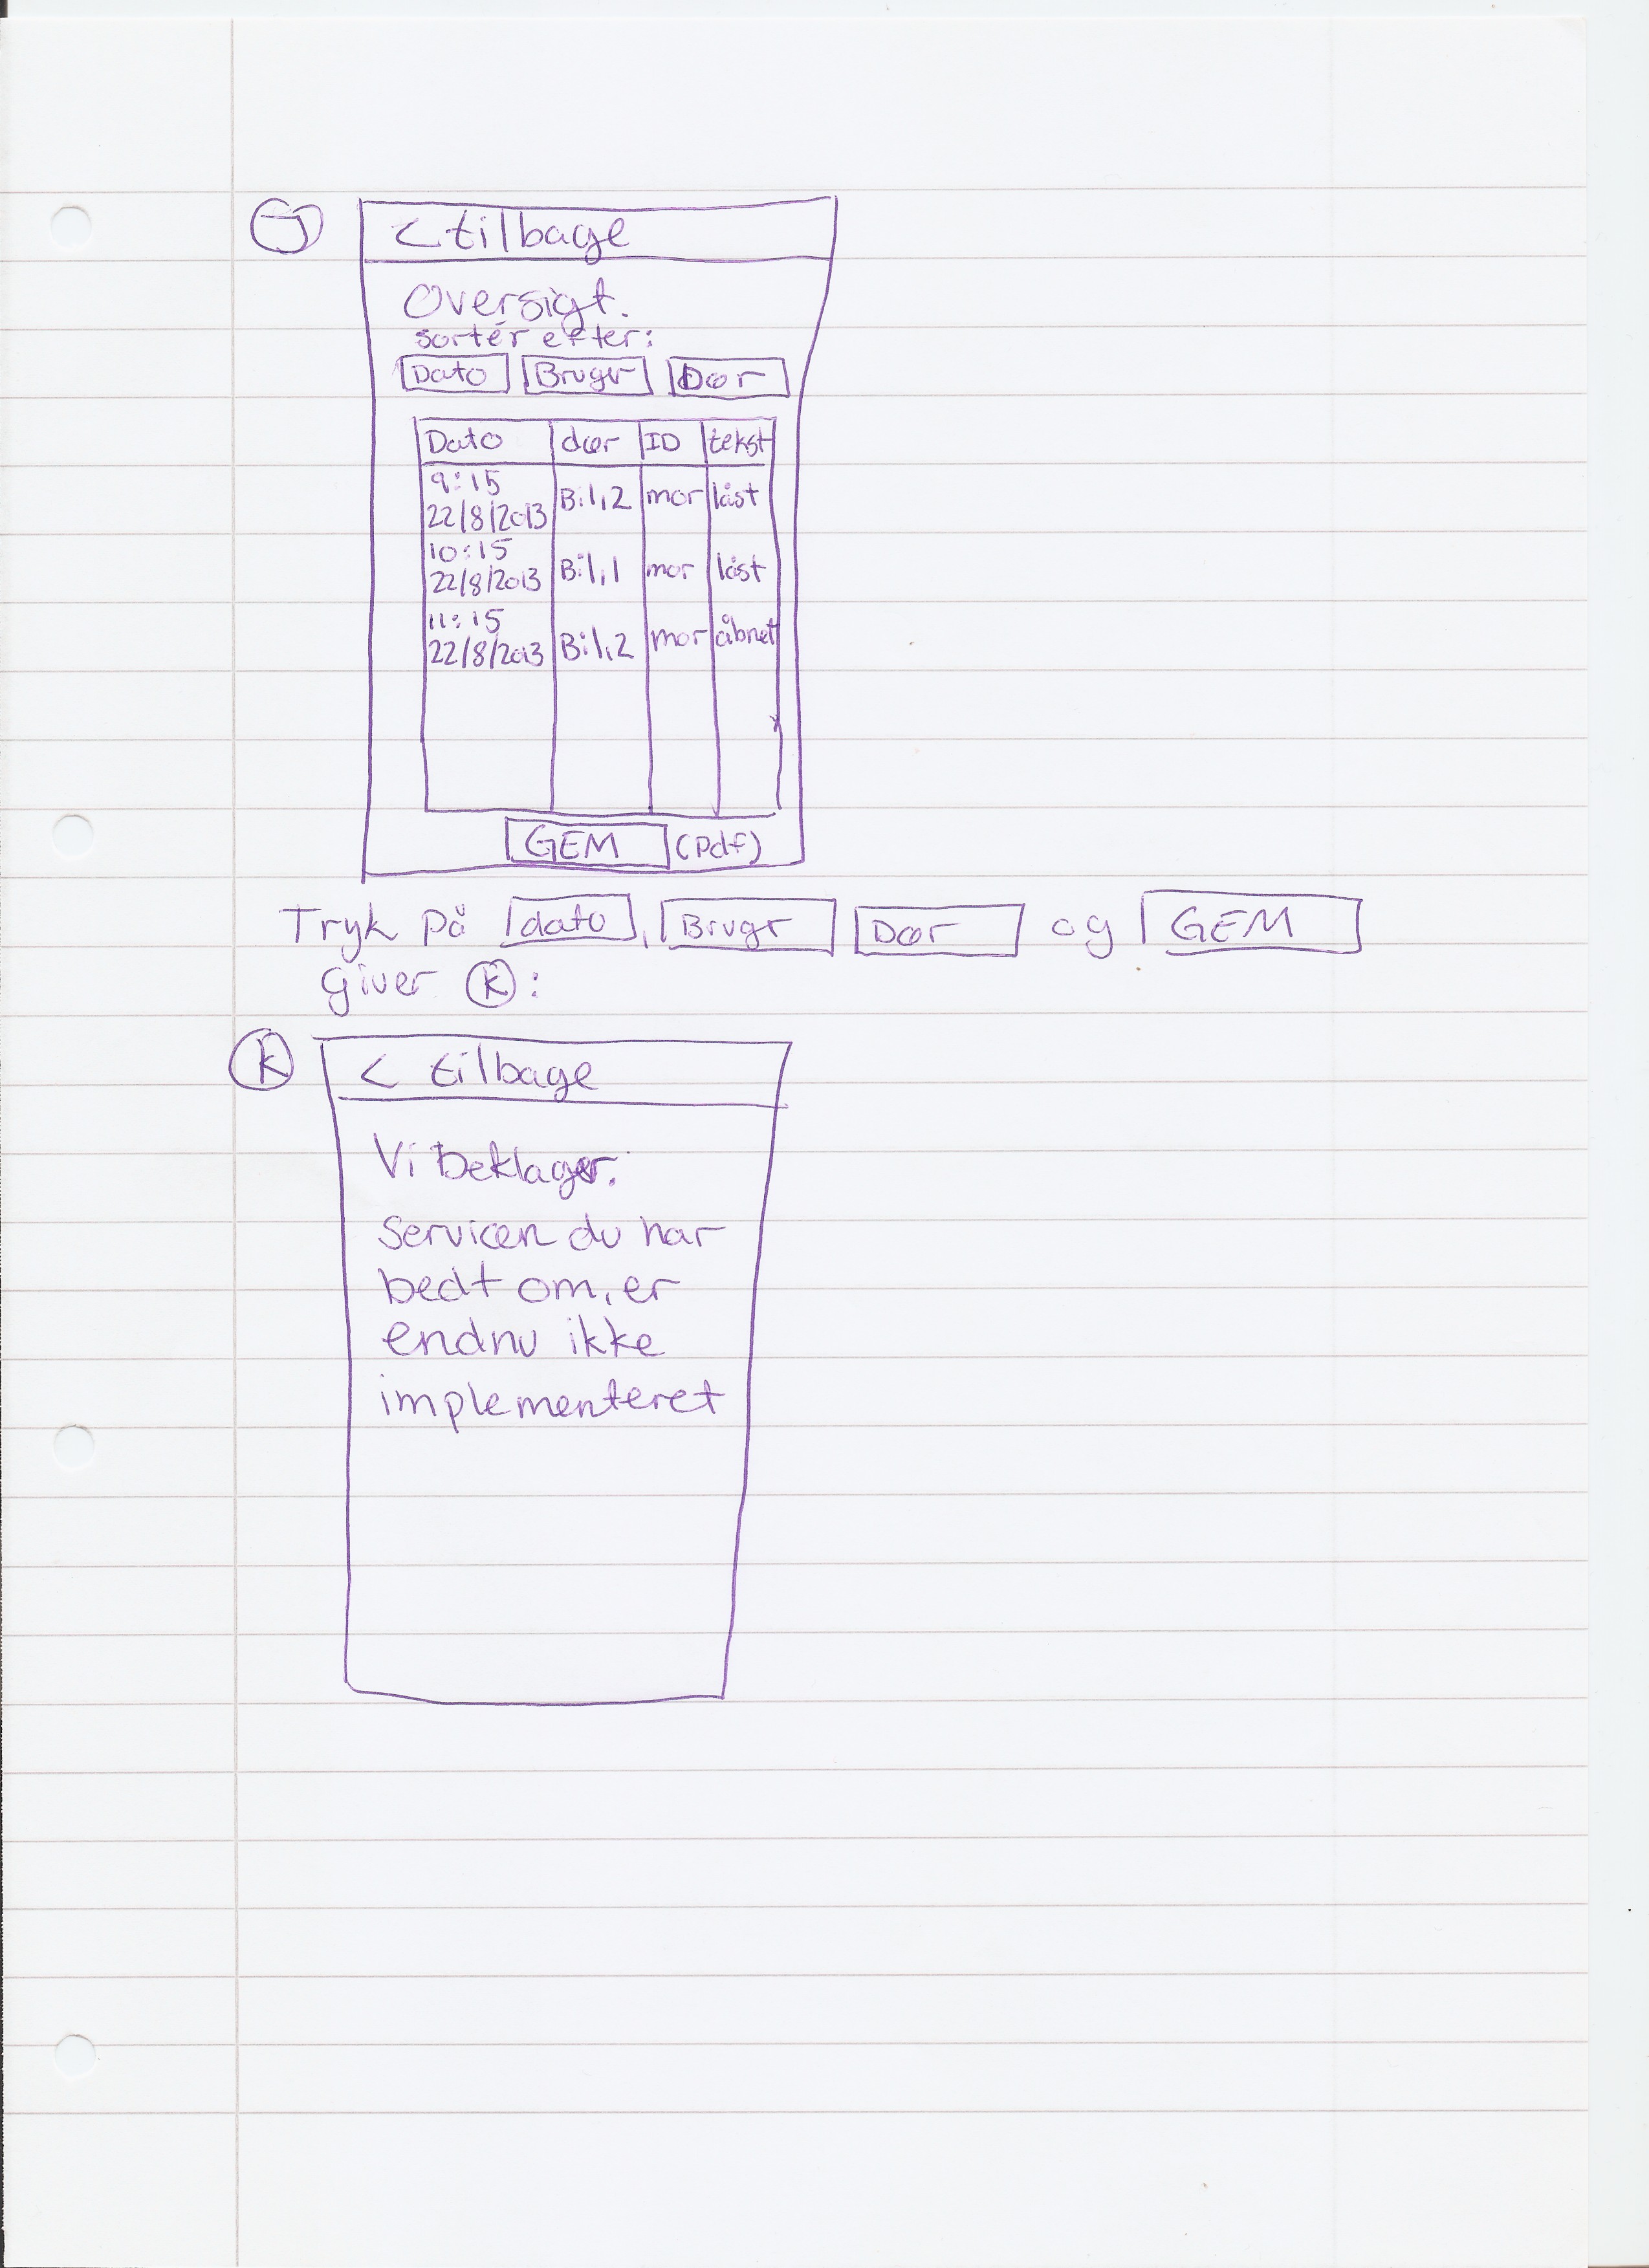 J
< tilbage
Oversigt.
sortér efter:
Dato Brugr Dør
Dato dør ID tekst
9:15
22/8/2013 Bil,2 mor låst
10:15
22/8/2013 Bil,1 mor låst
11:15
22/8/2013 Bil,2 mor åbnet
GEM (Pdf)
Tryk På dato, Brugr Dør og GEM
giver K:
K
< tilbage
Vi beklager.
Servicen du har
bedt om, er
endnu ikke
implementeret